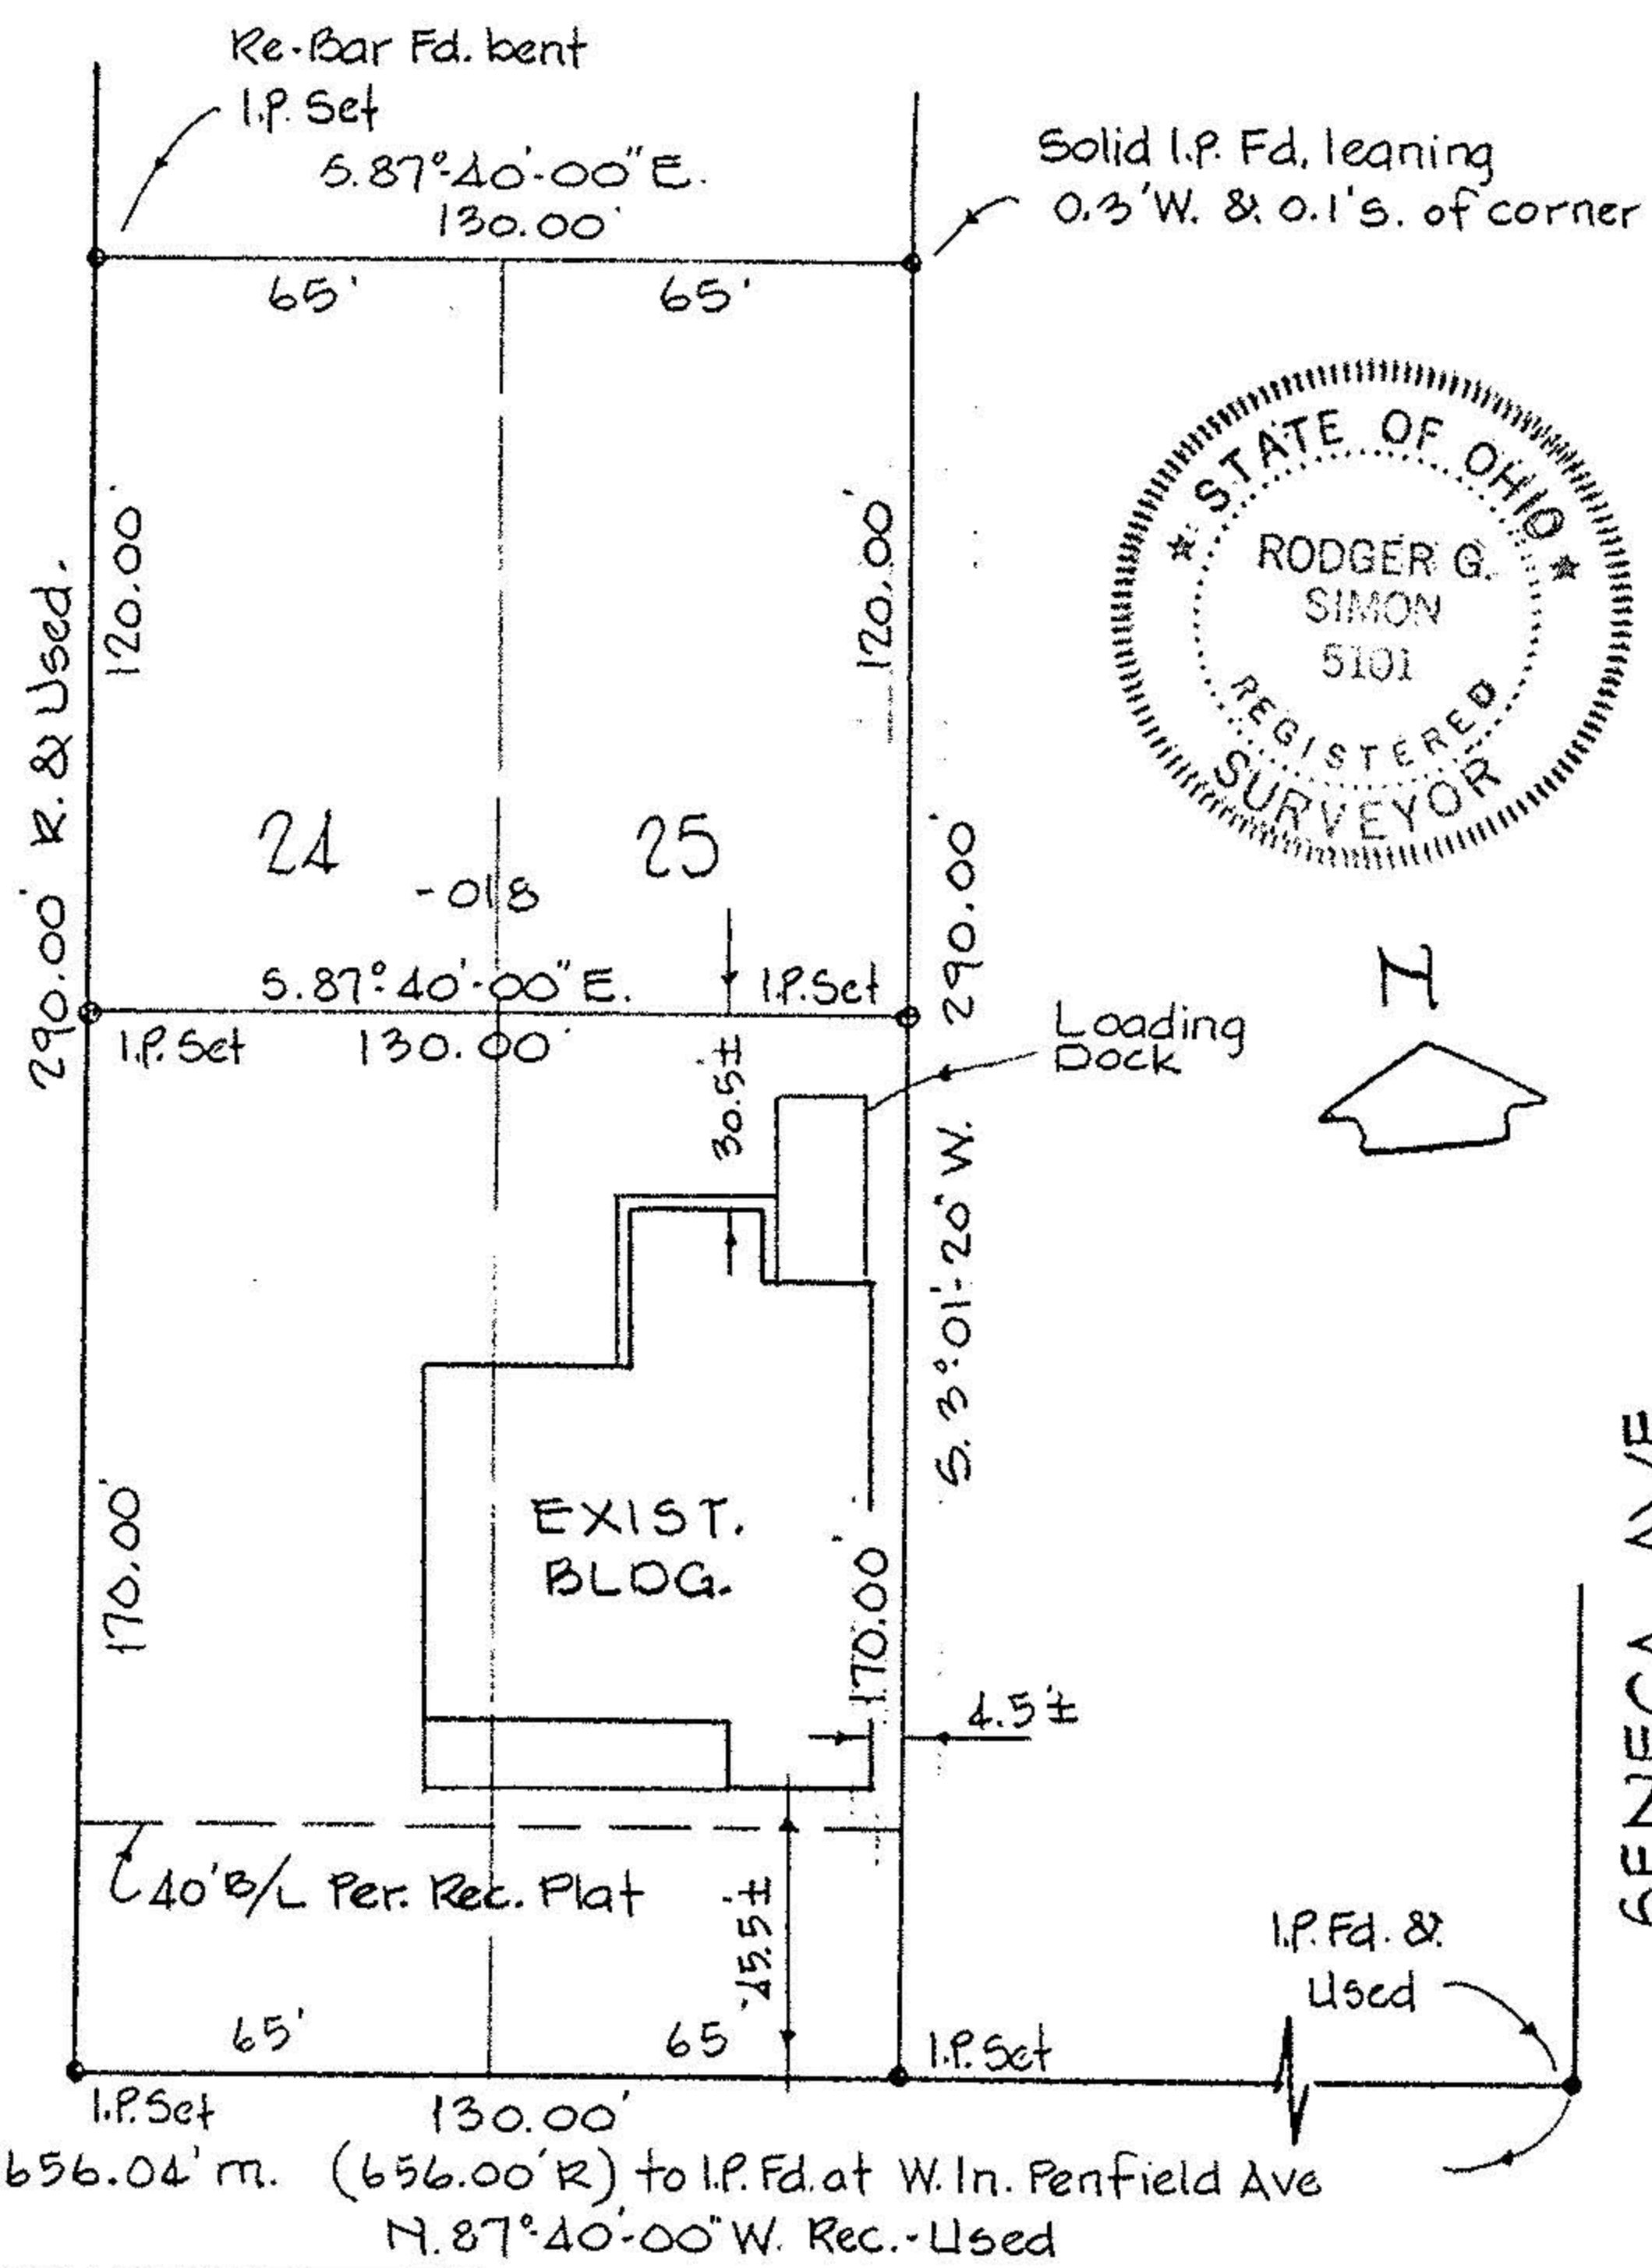 Re-Bar Fd. bent
I.P. Set
S.87°-40'-00"E.
130.00'
Solid I.P. Fd, leaning
0.3'W. & 0.1's. of corner
65'
65'
STATE OF OHIO
RODGER G.
SIMON
5101
REGISTERED
SURVEYOR
290.00' R. & Used.
120.00'
120.00'
24
25
-018
S.87°-40'-00"E.
I.P.Set
I.P. Set
130.00'
290.00'
N
Loading
Dock
30.5'±
S. 3°-01'-20" W.
EXIST.
BLDG.
170.00'
170.00'
4.5'±
40'B/L Per. Rec. Plat
45.5'±
SENECA AVE
I.P. Fd. &
Used
65'
65
I.P. Set
I.P. Set
130.00'
656.04' m. (656.00'R) to I.P. Fd. at W. ln. Penfield Ave
N.87°-40'-00"W. Rec.-Used